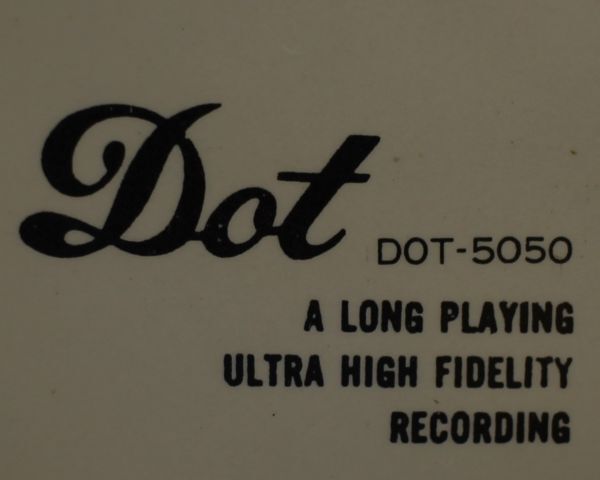 Dot
DOT-5050
A LONG PLAYING
ULTRA HIGH FIDELITY
RECORDING